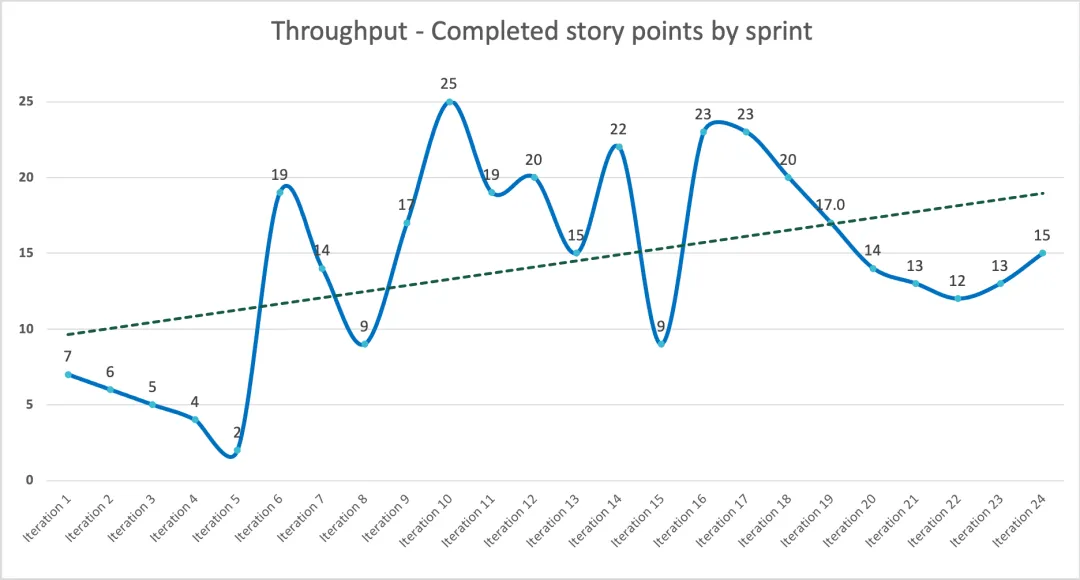 Throughput - Completed story points by sprint
25
20
15
10
5
0
7
6
5
4
2
19
14
9
17
25
19
20
15
22
9
23
23
20
17.0
14
13
12
13
15
Iteration 1
Iteration 2
Iteration 3
Iteration 4
Iteration 5
Iteration 6
Iteration 7
Iteration 8
Iteration 9
Iteration 10
Iteration 11
Iteration 12
Iteration 13
Iteration 14
Iteration 15
Iteration 16
Iteration 17
Iteration 18
Iteration 19
Iteration 20
Iteration 21
Iteration 22
Iteration 23
Iteration 24